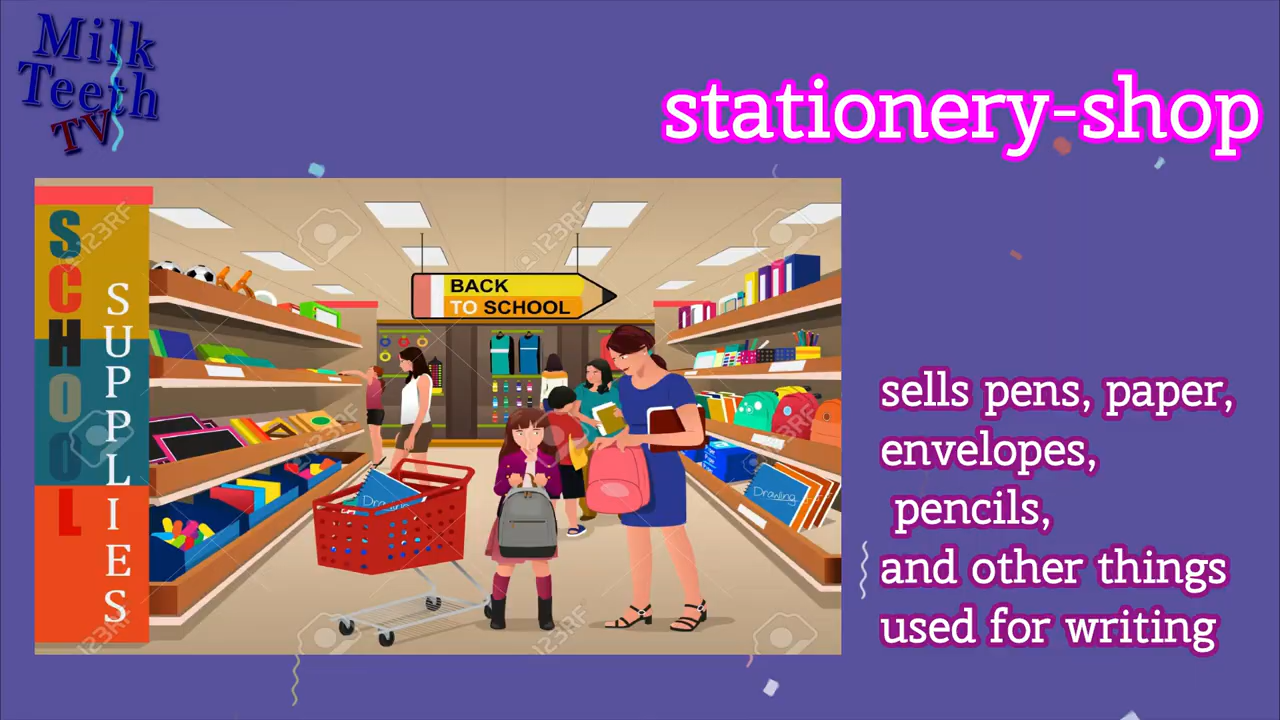 Milk
Teeth
TV
stationery-shop
SCHOOL
SUPPLIES
BACK
TO SCHOOL
Drawing
sells pens, paper,
envelopes,
pencils,
and other things
used for writing
123RF